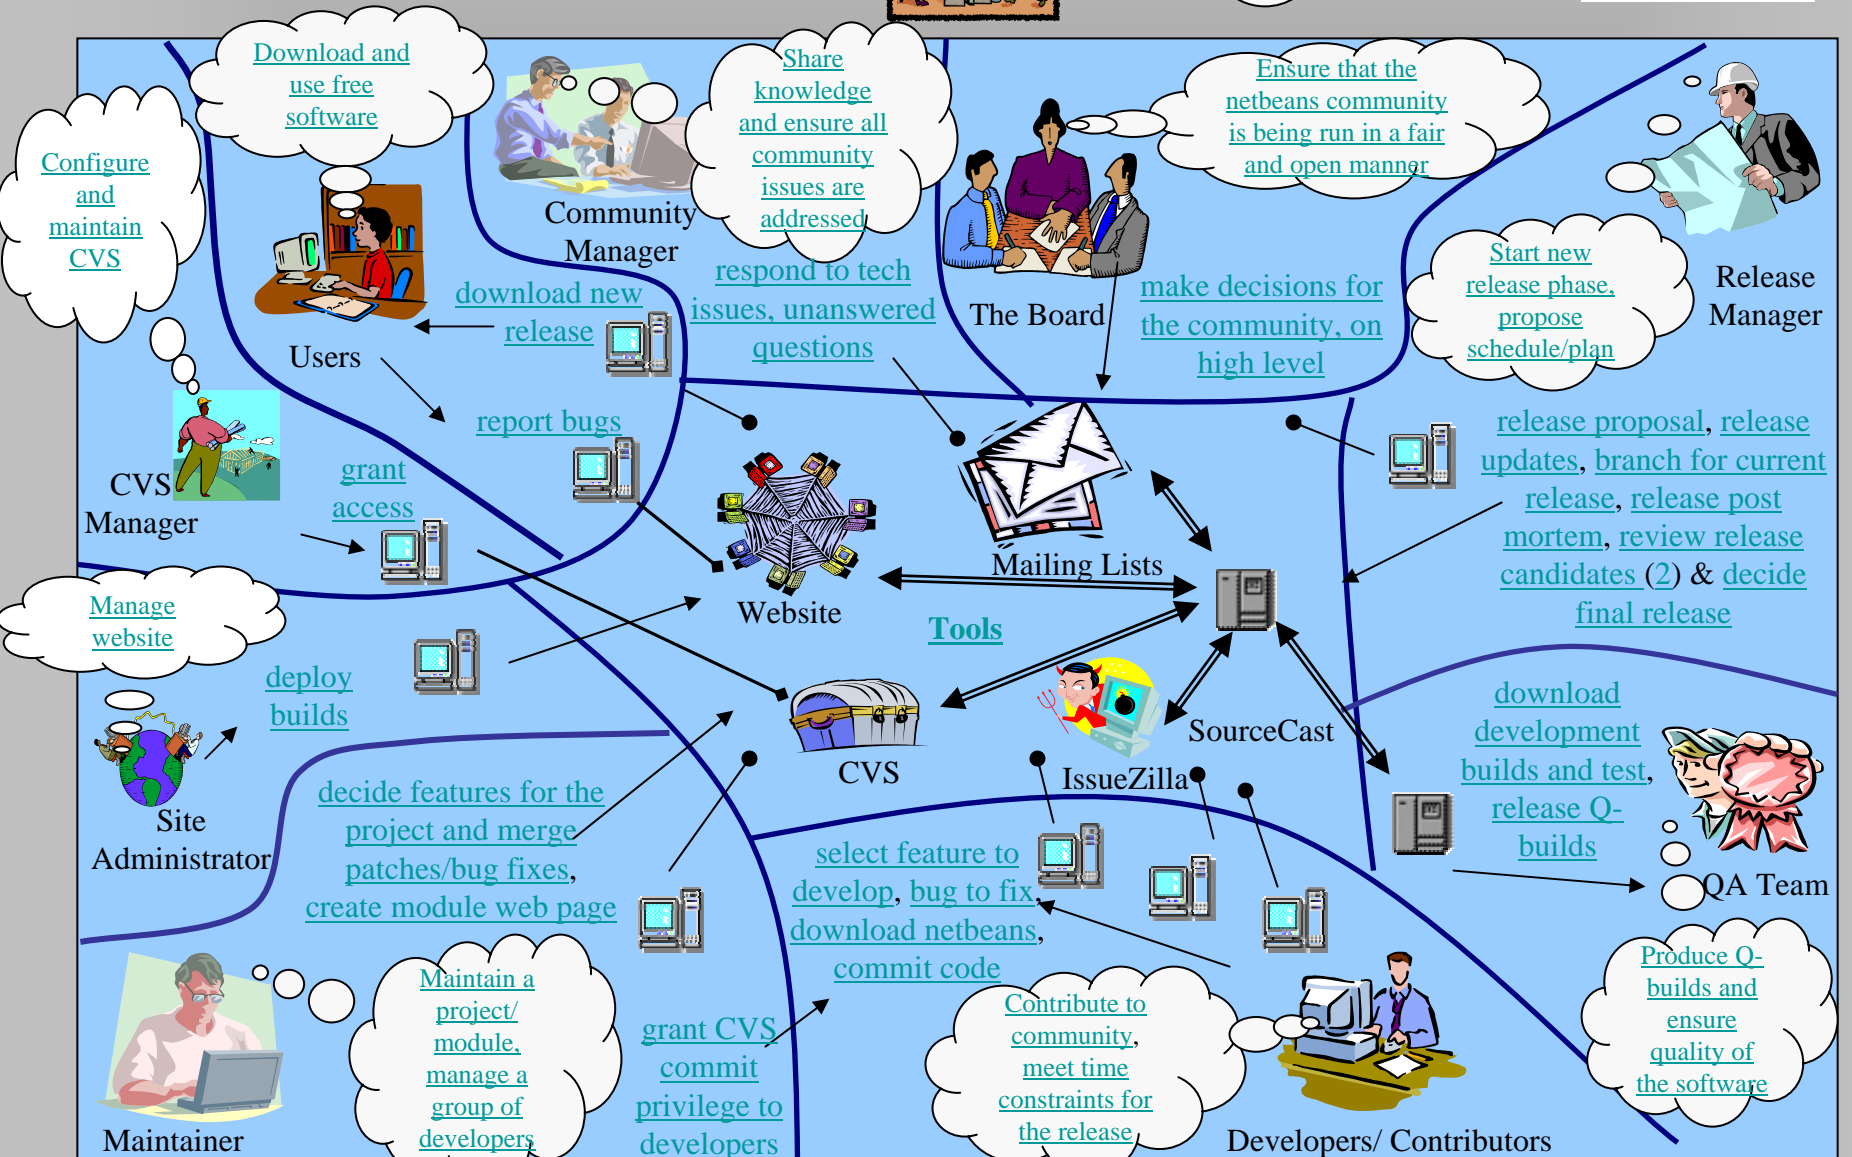 Download and
use free
software
Share
knowledge
and ensure all
community
issues are
addressed
Ensure that the
netbeans community
is being run in a fair
and open manner
Configure
and
maintain
CVS
Community
Manager
Start new
release phase,
propose
schedule/plan
Release
Manager
The Board
make decisions for
the community, on
high level
respond to tech
issues, unanswered
questions
download new
release
Users
report bugs
CVS
Manager
grant
access
release proposal, release
updates, branch for current
release, release post
mortem, review release
candidates (2) & decide
final release
Mailing Lists
Website
Tools
Manage
website
deploy
builds
Site
Administrator
CVS
IssueZilla
SourceCast
download
development
builds and test,
release Q-
builds
QA Team
decide features for the
project and merge
patches/bug fixes,
create module web page
select feature to
develop, bug to fix,
download netbeans,
commit code
Maintain a
project/
module,
manage a
group of
developers
Maintainer
grant CVS
commit
privilege to
developers
Contribute to
community,
meet time
constraints for
the release
Developers/ Contributors
Produce Q-
builds and
ensure
quality of
the software